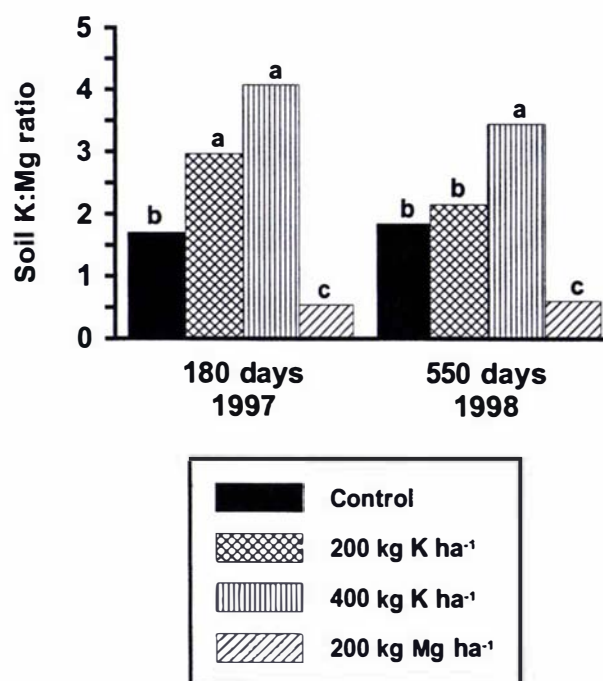 5
4
3
2
1
0
Soil K:Mg ratio
b
a
a
c
b
b
a
c
180 days
1997
550 days
1998
Control
200 kg K ha⁻¹
400 kg K ha⁻¹
200 kg Mg ha⁻¹